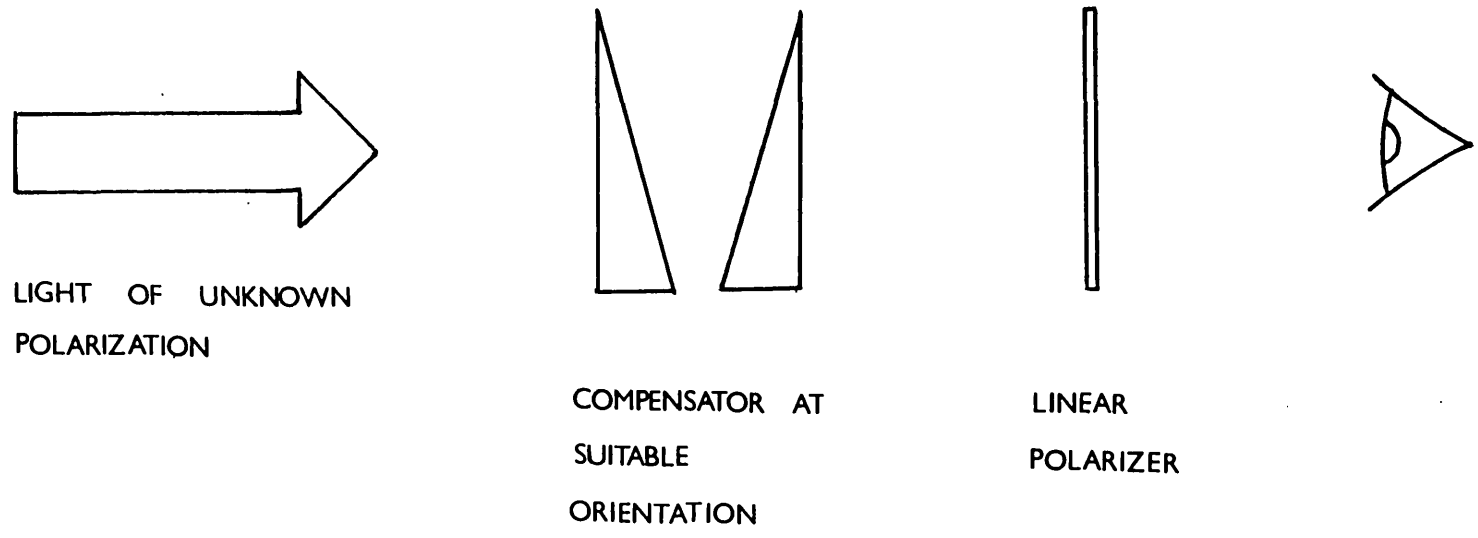 LIGHT OF UNKNOWN
POLARIZATION
COMPENSATOR AT
SUITABLE
ORIENTATION
LINEAR
POLARIZER